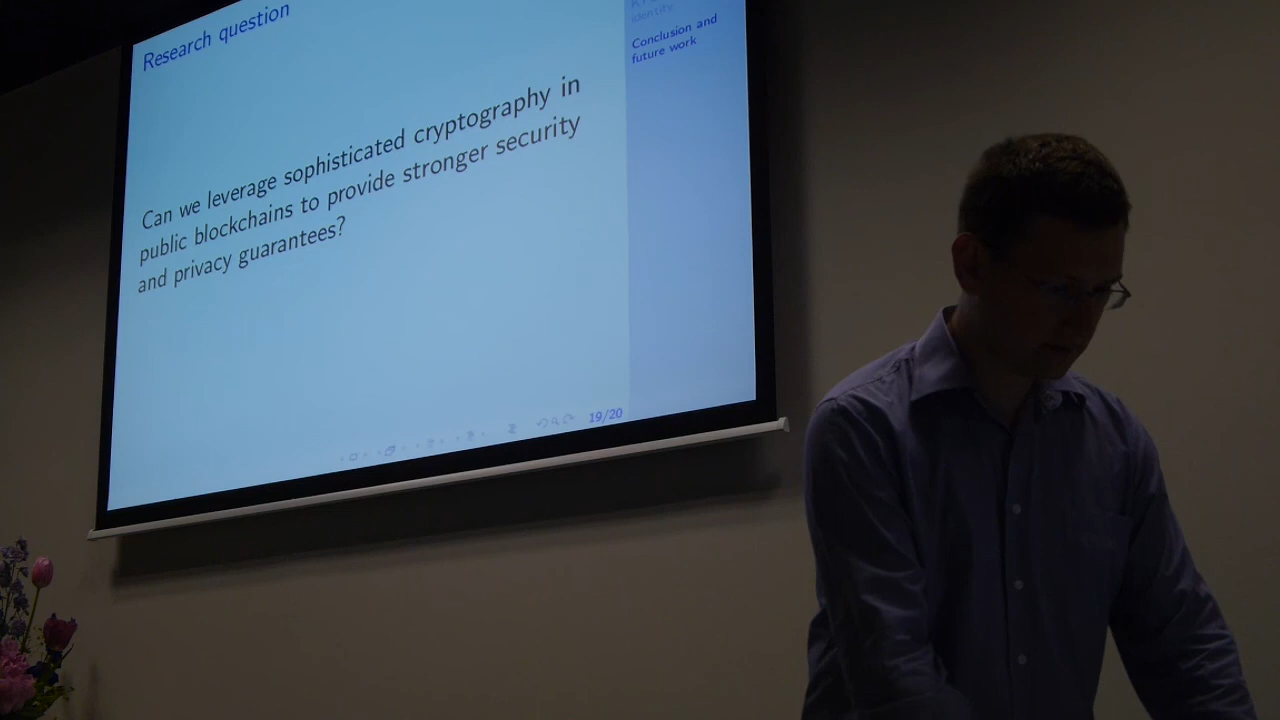 Research question
Can we leverage sophisticated cryptography in
public blockchains to provide stronger security
and privacy guarantees?
identity
Conclusion and
future work
19/20